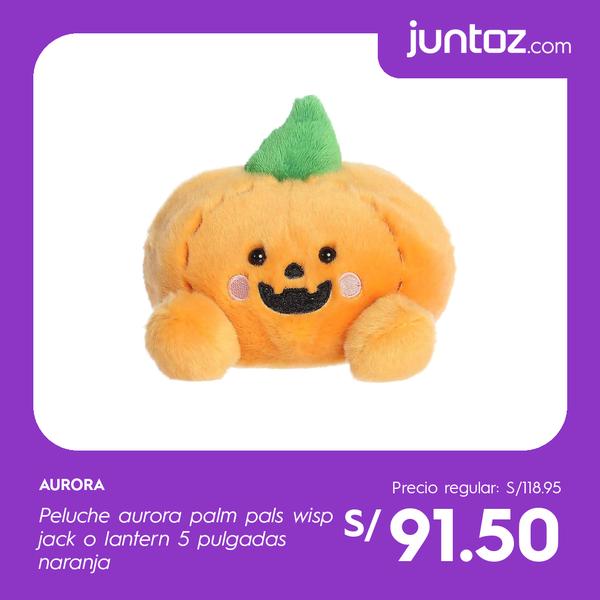 juntoz.com
AURORA
Peluche aurora palm pals wisp
jack o lantern 5 pulgadas
naranja
Precio regular: S/118.95
S/91.50